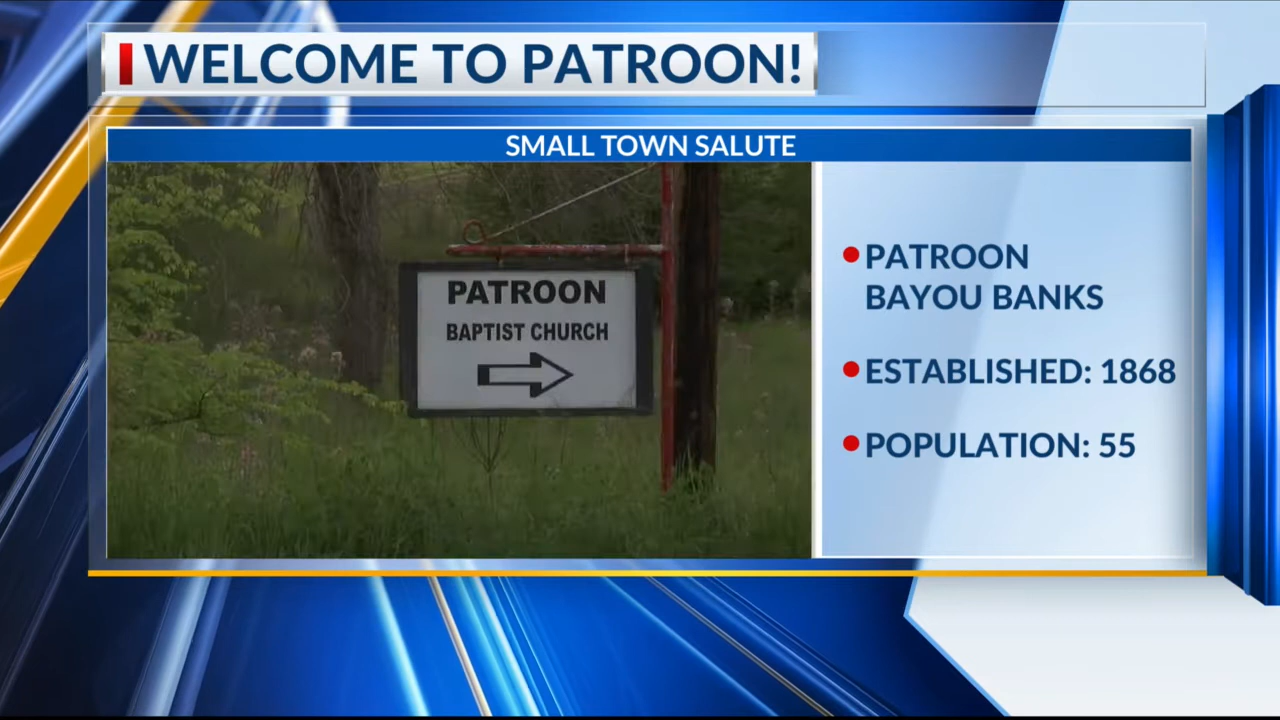 WELCOME TO PATROON!
SMALL TOWN SALUTE
PATROON
BAPTIST CHURCH
PATROON
BAYOU BANKS
ESTABLISHED: 1868
POPULATION: 55